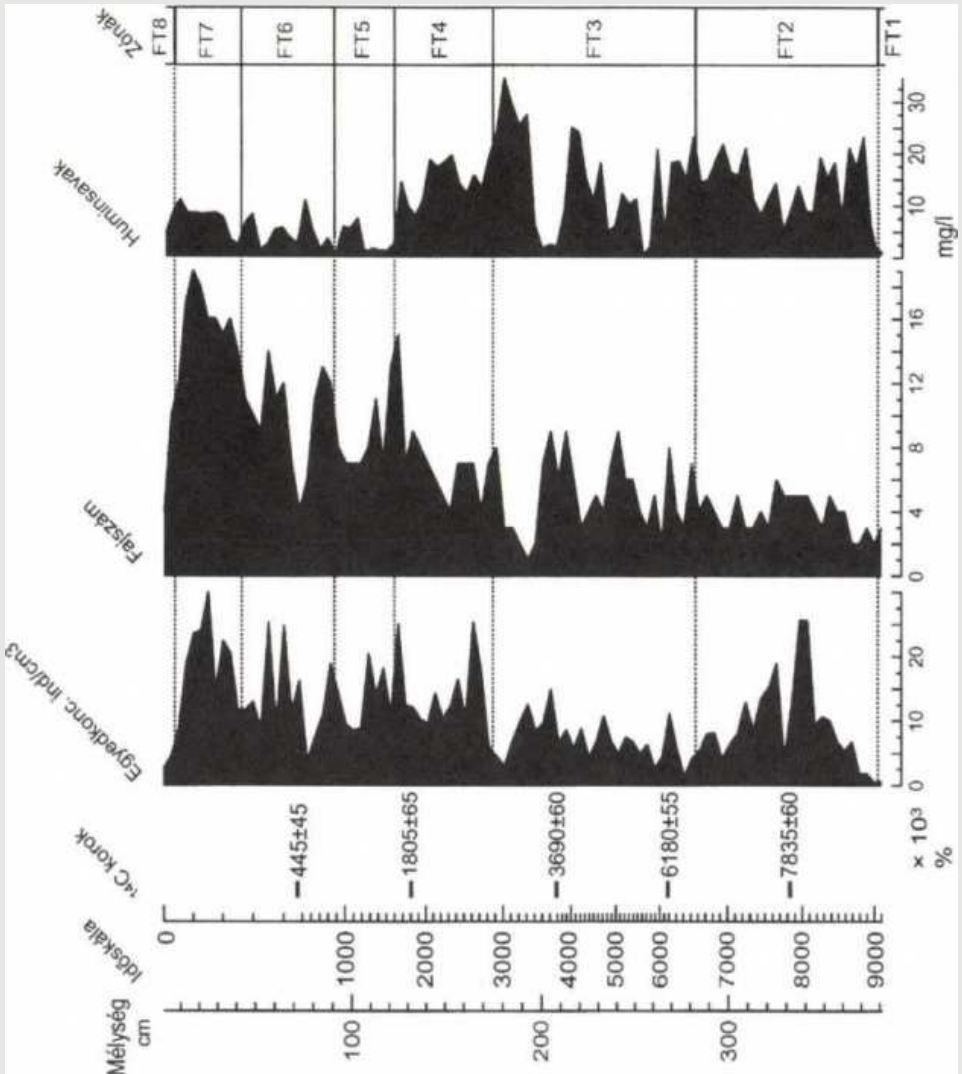 Zónák
FT8
FT7
FT6
FT5
FT4
FT3
FT2
FT1
Huminsavak
10
20
30
mg/l
Fajszám
0
4
8
12
16
Egyedkonc. ind/cm3
0
10
20
× 10³
%
¹⁴C korok
445±45
1805±65
3690±60
6180±55
7835±60
Időskála
0
1000
2000
3000
4000
5000
6000
7000
8000
9000
Mélység
cm
100
200
300